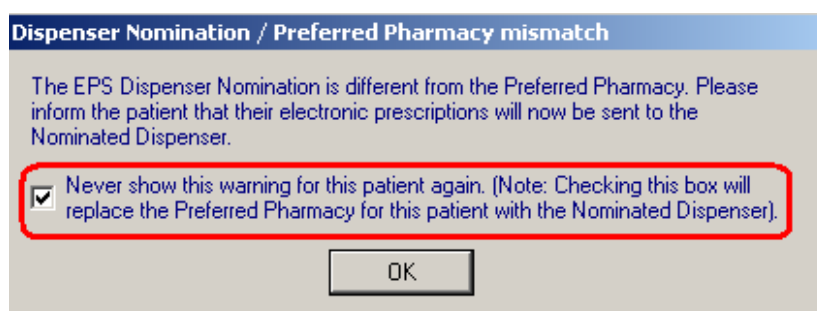 Dispenser Nomination / Preferred Pharmacy mismatch
The EPS Dispenser Nomination is different from the Preferred Pharmacy. Please
inform the patient that their electronic prescriptions will now be sent to the
Nominated Dispenser.
Never show this warning for this patient again. (Note: Checking this box will
replace the Preferred Pharmacy for this patient with the Nominated Dispenser).
OK